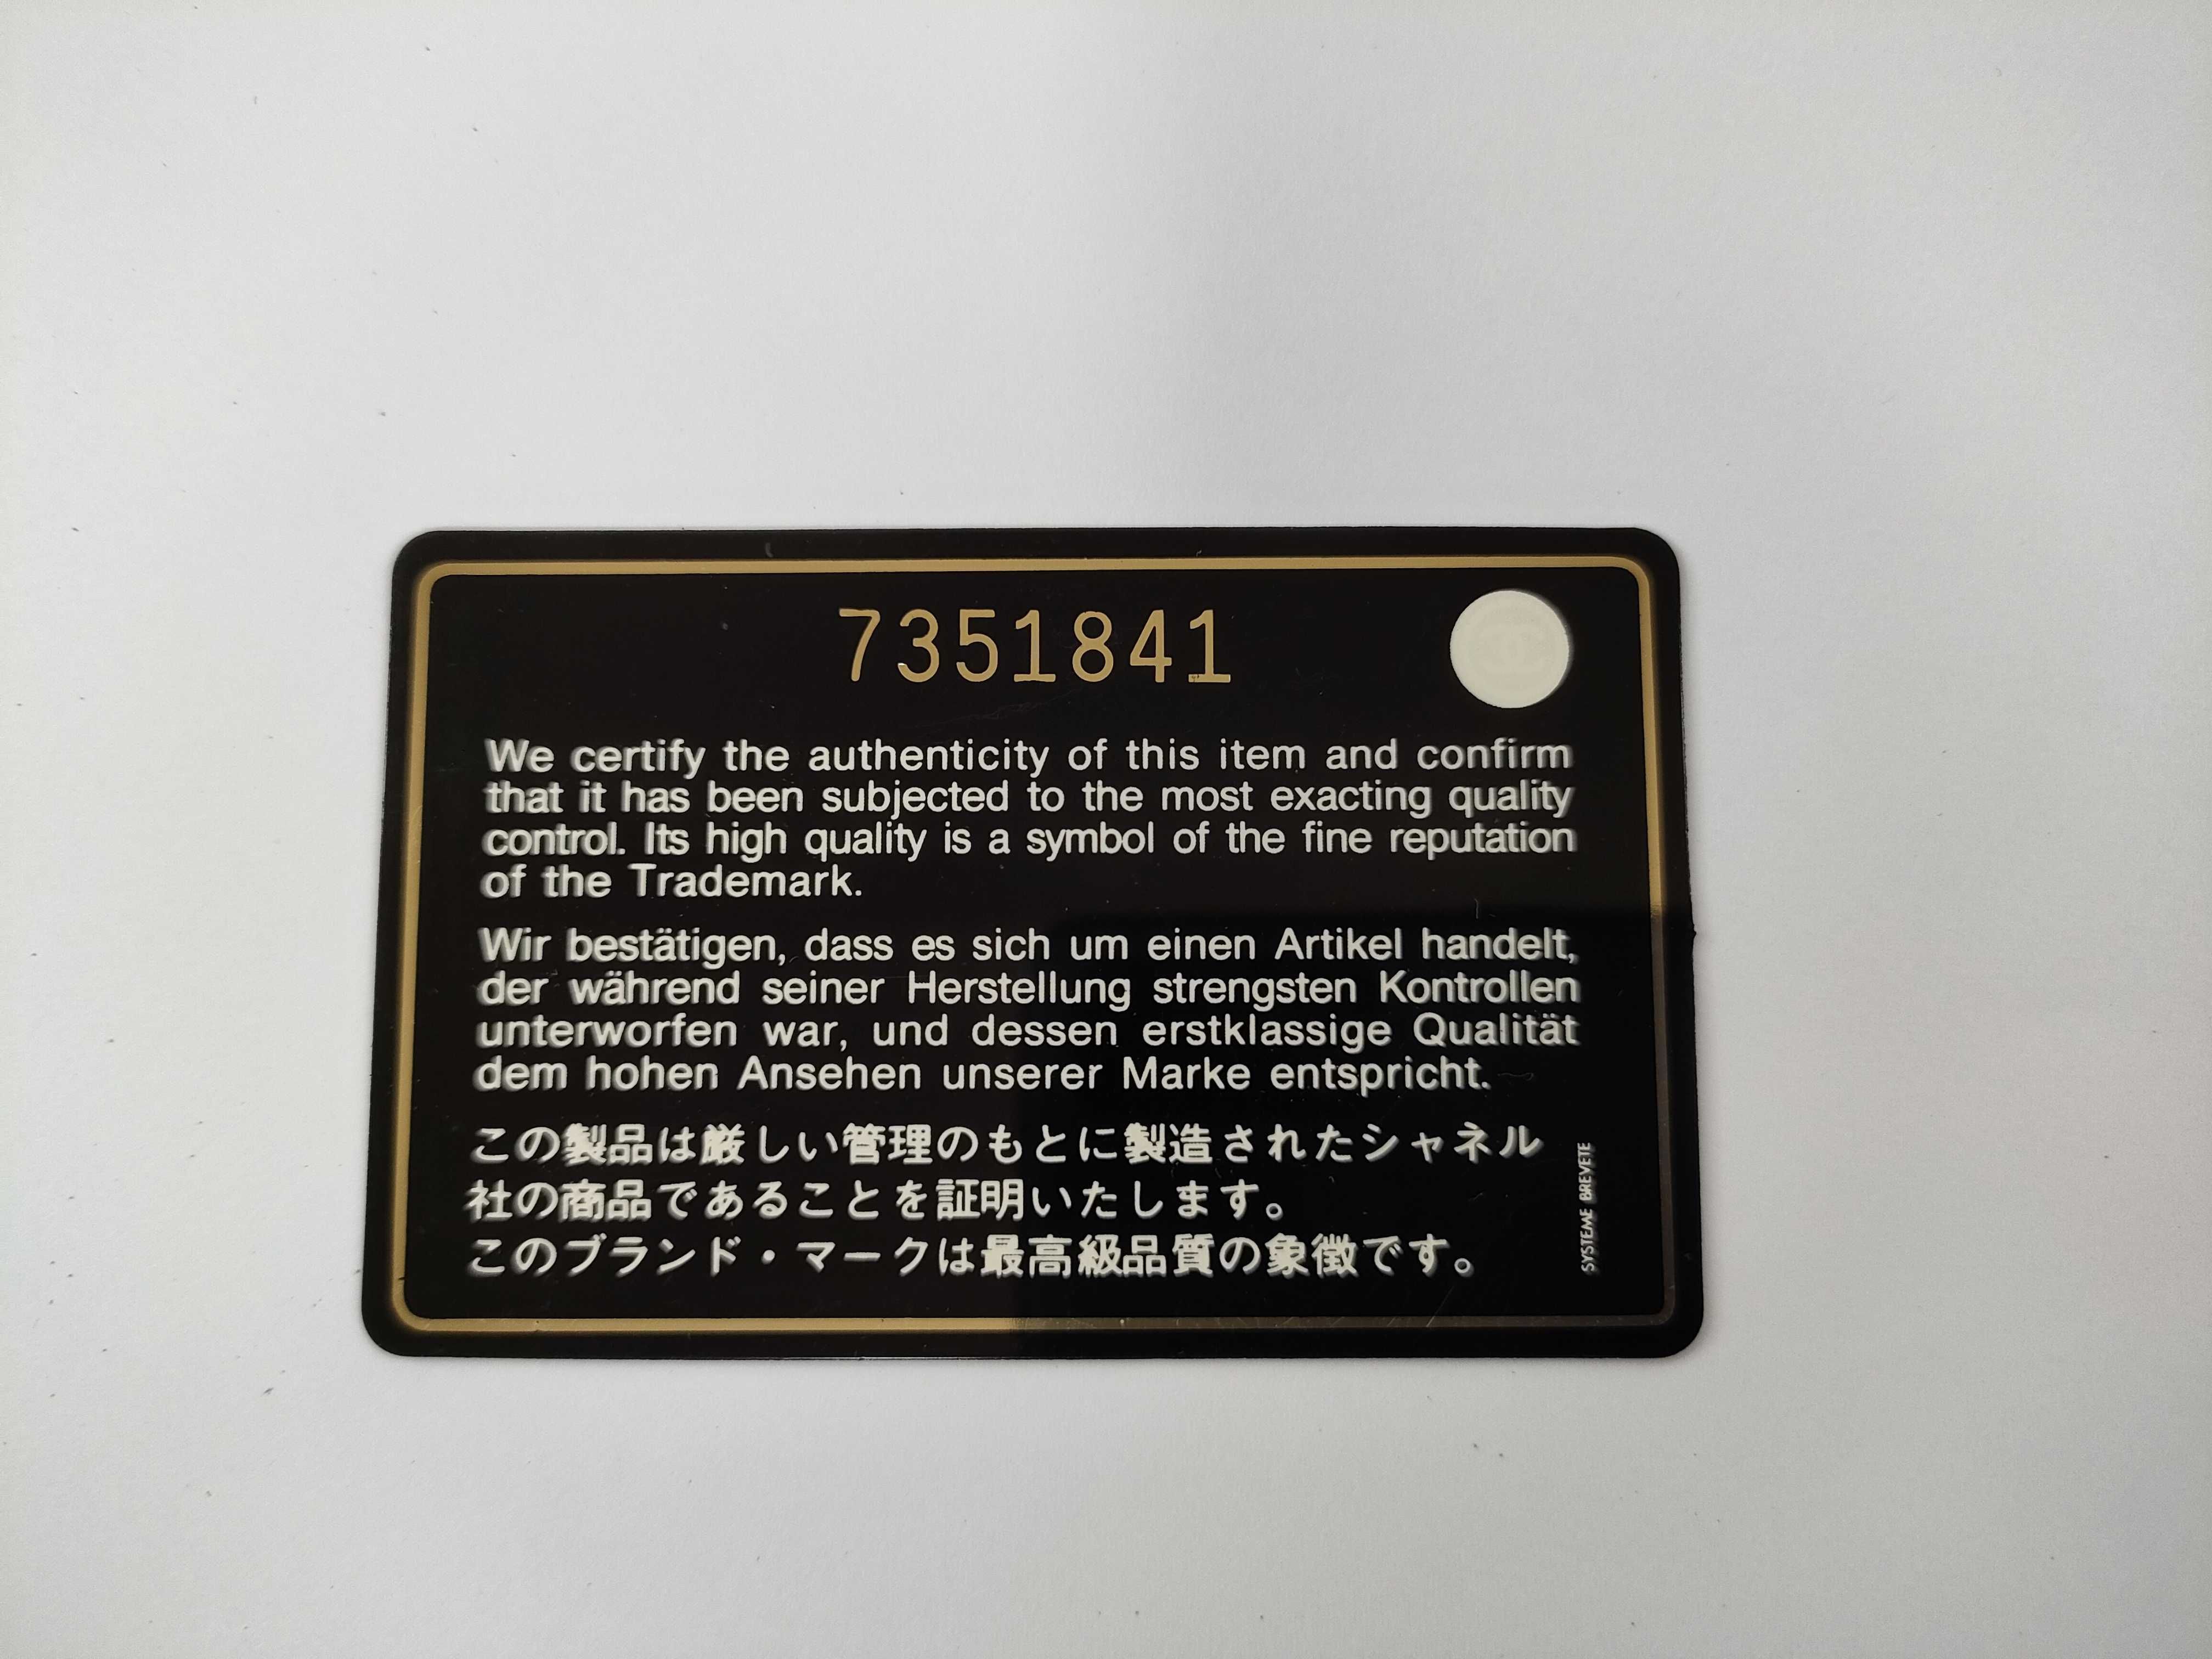 7351841
We certify the authenticity of this item and confirm
that it has been subjected to the most exacting quality
control. Its high quality is a symbol of the fine reputation
of the Trademark.
Wir bestätigen, dass es sich um einen Artikel handelt,
der während seiner Herstellung strengsten Kontrollen
unterworfen war, und dessen erstklassige Qualität
dem hohen Ansehen unserer Marke entspricht.
この製品は厳しい管理のもとに製造されたシャネル
社の商品であることを証明いたします。
このブランド・マークは最高級品質の象徴です。
SYSTEME BREVETE